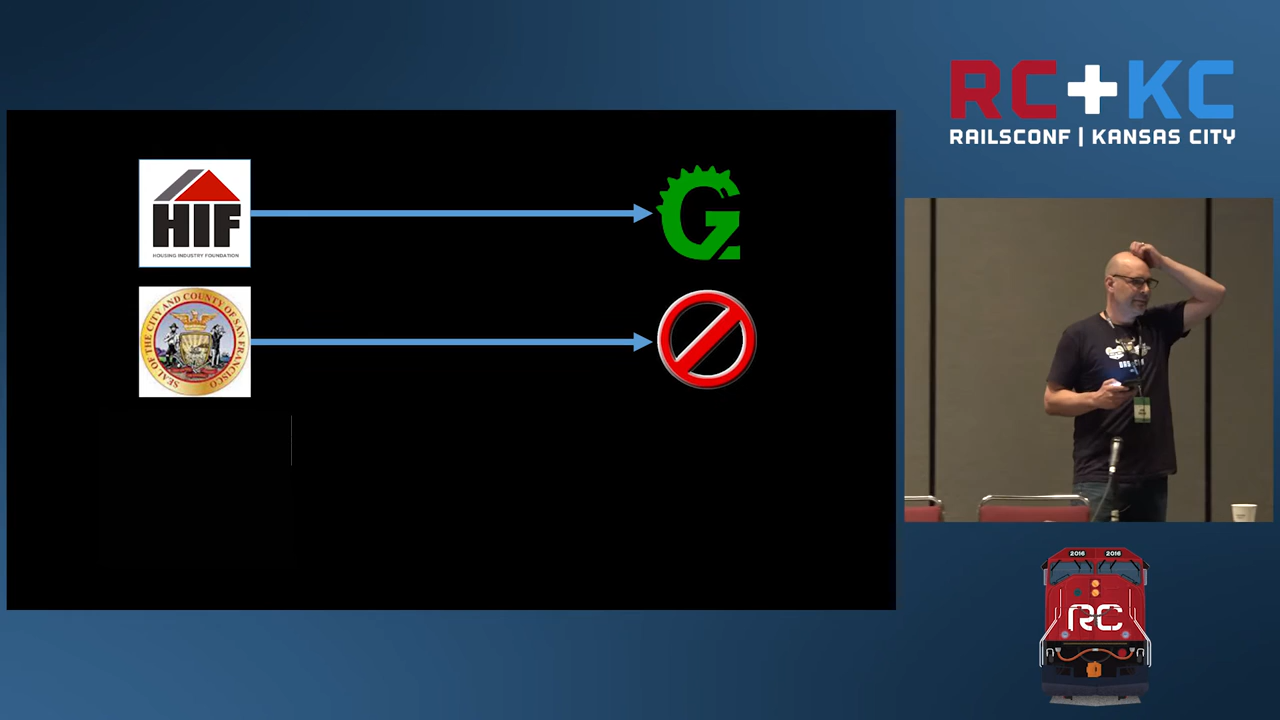 RC+KC
RAILSCONF | KANSAS CITY
HIF
HOUSING INDUSTRY FOUNDATION
G
SEAL OF THE CITY AND COUNTY OF SAN FRANCISCO
2016 2016
RC